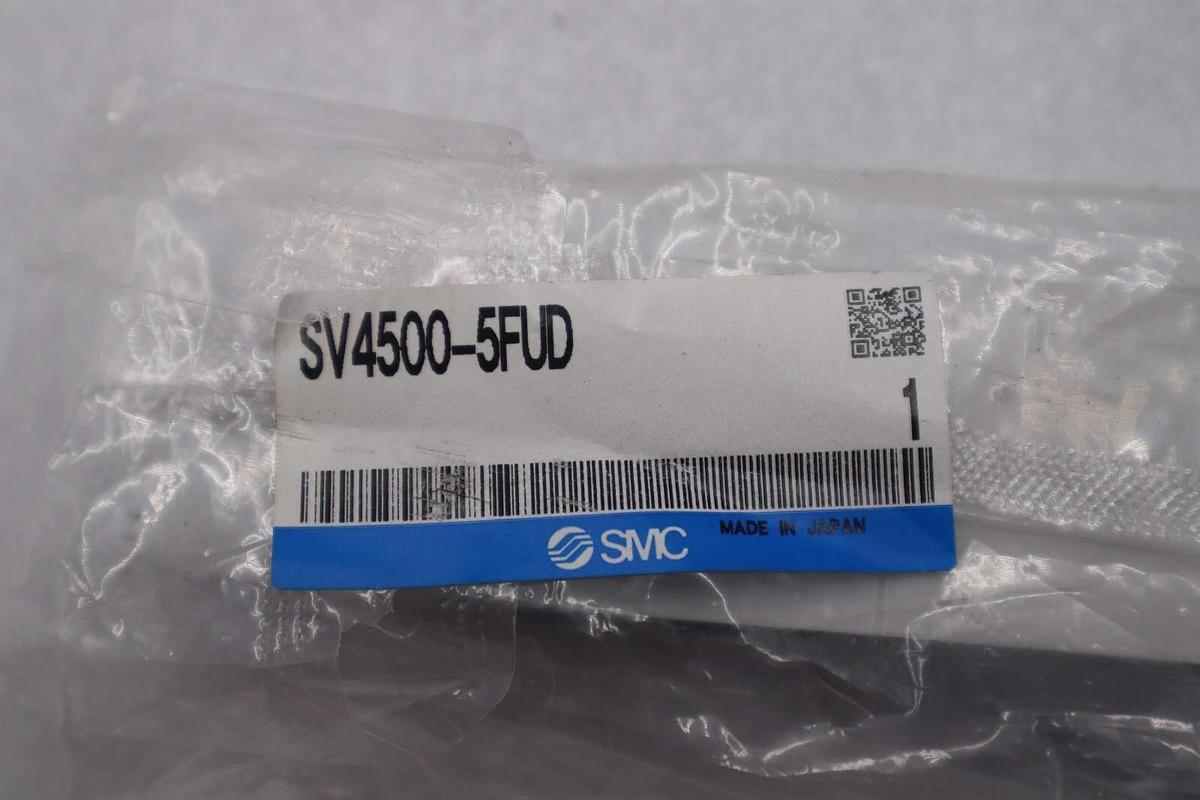 SV4500-5FUD
1
SMC MADE IN JAPAN